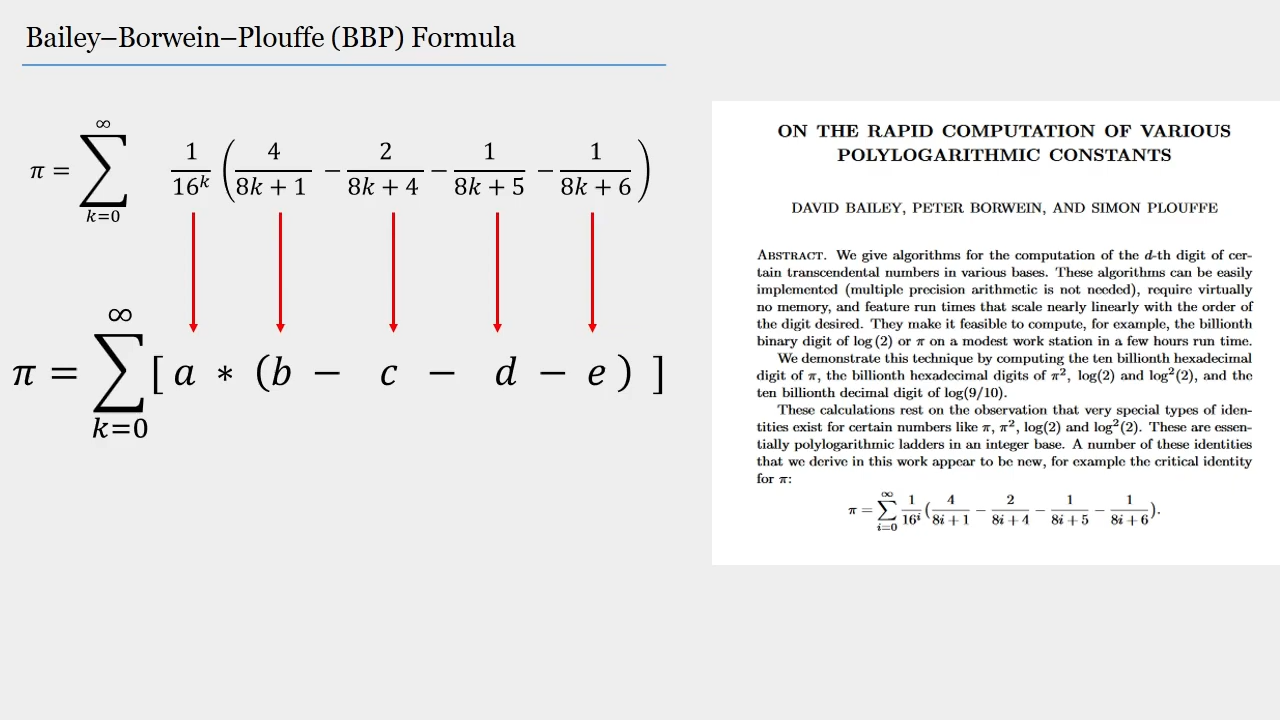 Bailey–Borwein–Plouffe (BBP) Formula
π = ∑_{k=0}^{∞} 1/16^k ( 4/(8k + 1) − 2/(8k + 4) − 1/(8k + 5) − 1/(8k + 6) )
π = ∑_{k=0}^{∞} [ a * (b − c − d − e ) ]
ON THE RAPID COMPUTATION OF VARIOUS
POLYLOGARITHMIC CONSTANTS
DAVID BAILEY, PETER BORWEIN, AND SIMON PLOUFFE
ABSTRACT. We give algorithms for the computation of the d-th digit of cer-
tain transcendental numbers in various bases. These algorithms can be easily
implemented (multiple precision arithmetic is not needed), require virtually
no memory, and feature run times that scale nearly linearly with the order of
the digit desired. They make it feasible to compute, for example, the billionth
binary digit of log (2) or π on a modest work station in a few hours run time.
We demonstrate this technique by computing the ten billionth hexadecimal
digit of π, the billionth hexadecimal digits of π², log(2) and log²(2), and the
ten billionth decimal digit of log(9/10).
These calculations rest on the observation that very special types of iden-
tities exist for certain numbers like π, π², log(2) and log²(2). These are essen-
tially polylogarithmic ladders in an integer base. A number of these identities
that we derive in this work appear to be new, for example the critical identity
for π:
π = ∑_{i=0}^{∞} 1/16^i ( 4/(8i + 1) − 2/(8i + 4) − 1/(8i + 5) − 1/(8i + 6) ).